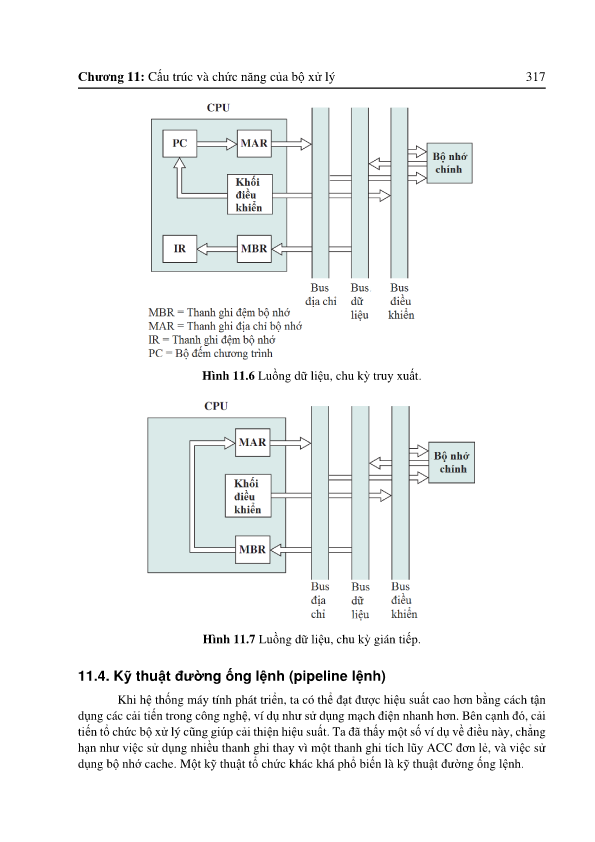 Chương 11: Cấu trúc và chức năng của bộ xử lý 317
CPU
PC
MAR
Khối
điều
khiển
IR
MBR
Bộ nhớ
chính
Bus
địa chỉ
Bus
dữ
liệu
Bus
điều
khiển
MBR = Thanh ghi đệm bộ nhớ
MAR = Thanh ghi địa chỉ bộ nhớ
IR = Thanh ghi đệm bộ nhớ
PC = Bộ đếm chương trình
Hình 11.6 Luồng dữ liệu, chu kỳ truy xuất.
CPU
MAR
Khối
điều
khiển
MBR
Bộ nhớ
chính
Bus
địa
chỉ
Bus
dữ
liệu
Bus
điều
khiển
Hình 11.7 Luồng dữ liệu, chu kỳ gián tiếp.
11.4. Kỹ thuật đường ống lệnh (pipeline lệnh)
Khi hệ thống máy tính phát triển, ta có thể đạt được hiệu suất cao hơn bằng cách tận
dụng các cải tiến trong công nghệ, ví dụ như sử dụng mạch điện nhanh hơn. Bên cạnh đó, cải
tiến tổ chức bộ xử lý cũng giúp cải thiện hiệu suất. Ta đã thấy một số ví dụ về điều này, chẳng
hạn như việc sử dụng nhiều thanh ghi thay vì một thanh ghi tích lũy ACC đơn lẻ, và việc sử
dụng bộ nhớ cache. Một kỹ thuật tổ chức khác khá phổ biến là kỹ thuật đường ống lệnh.